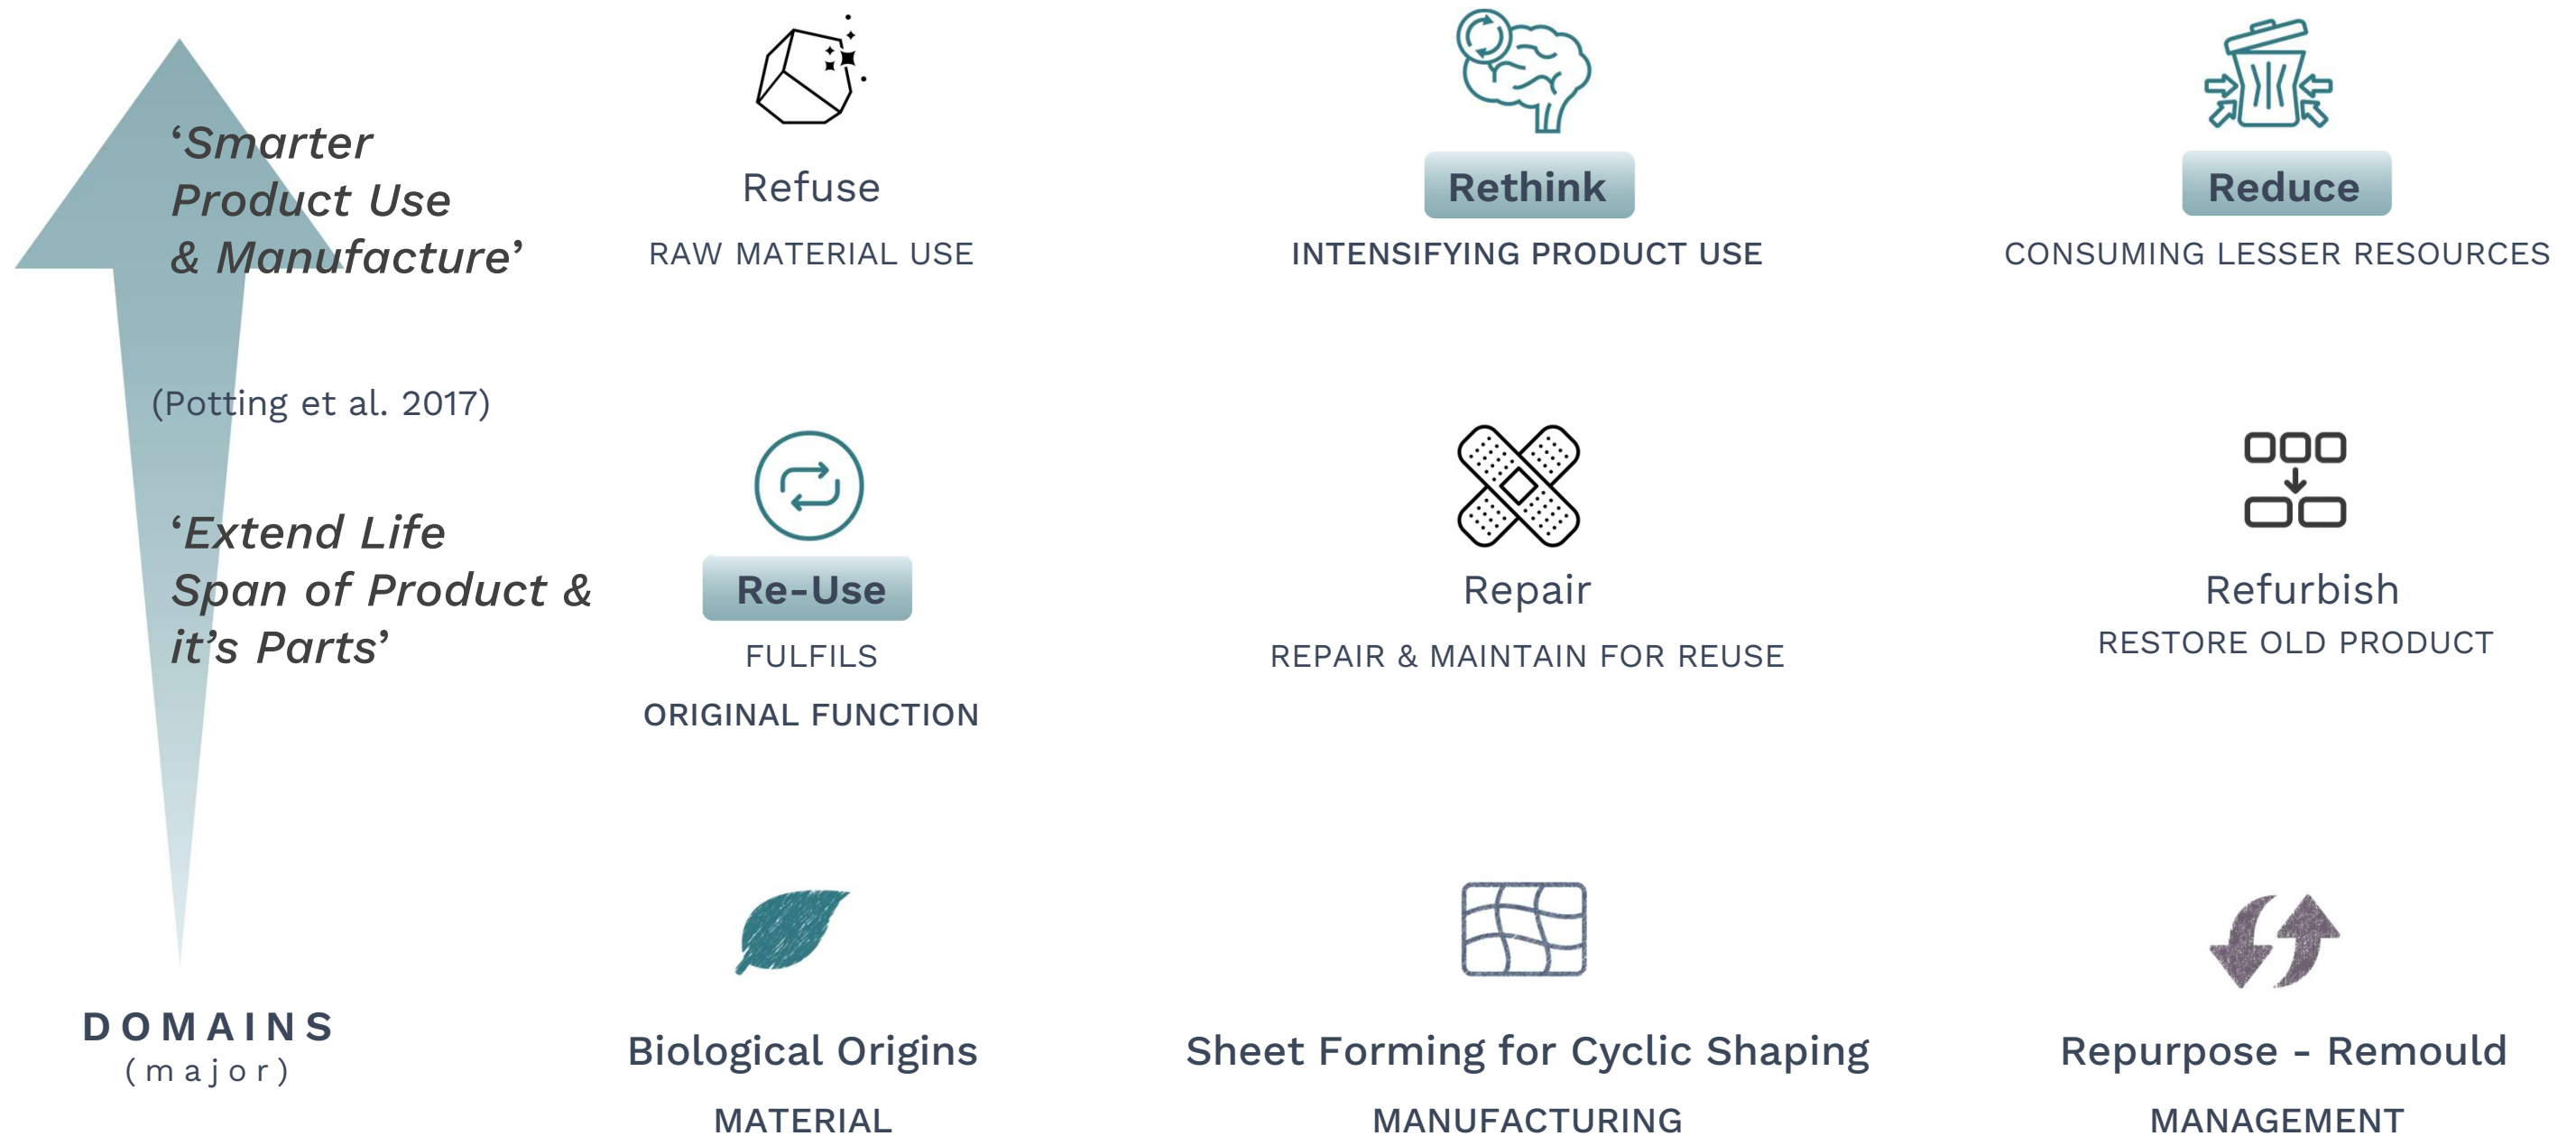 ‘Smarter
Product Use
& Manufacture’
Refuse
RAW MATERIAL USE
Rethink
INTENSIFYING PRODUCT USE
Reduce
CONSUMING LESSER RESOURCES
(Potting et al. 2017)
‘Extend Life
Span of Product &
it’s Parts’
Re-Use
FULFILS
ORIGINAL FUNCTION
Repair
REPAIR & MAINTAIN FOR REUSE
Refurbish
RESTORE OLD PRODUCT
DOMAINS
(major)
Biological Origins
MATERIAL
Sheet Forming for Cyclic Shaping
MANUFACTURING
Repurpose - Remould
MANAGEMENT